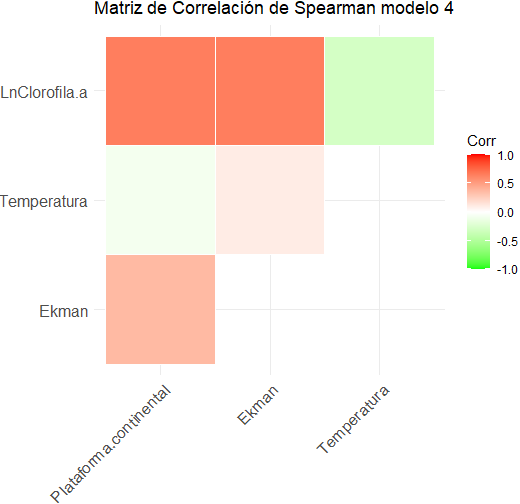 Matriz de Correlación de Spearman modelo 4
LnClorofila.a
Temperatura
Ekman
Plataforma.continental
Ekman
Temperatura
Corr
1.0
0.5
0.0
-0.5
-1.0